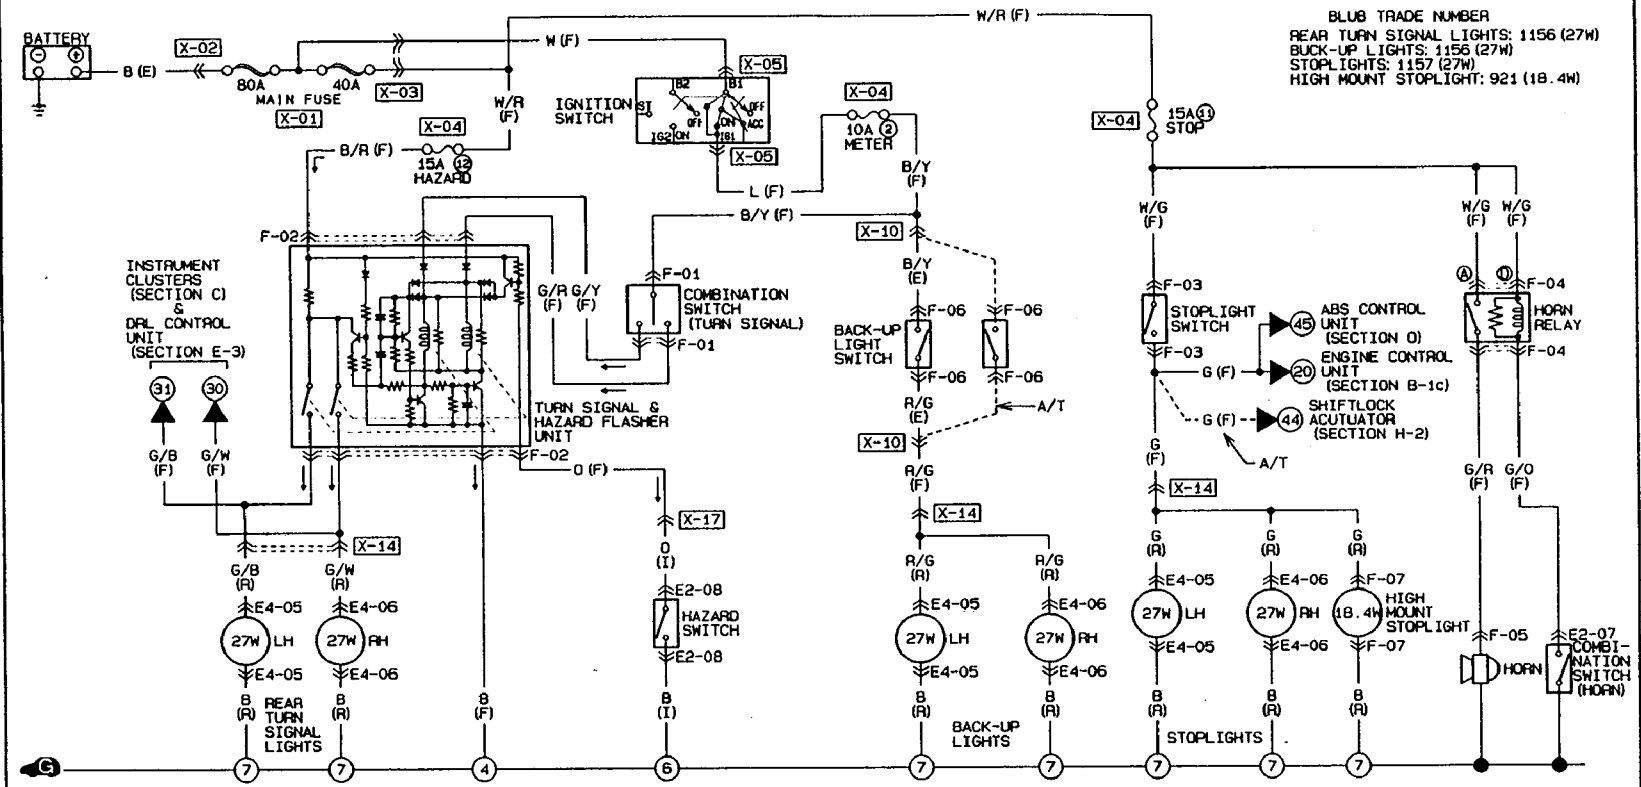 W/R (F)
BLUB TRADE NUMBER
REAR TURN SIGNAL LIGHTS: 1156 (27W)
BUCK-UP LIGHTS: 1156 (27W)
STOPLIGHTS: 1157 (27W)
HIGH MOUNT STOPLIGHT: 921 (18.4W)
BATTERY
B (E)
X-02
80A
40A
MAIN FUSE
X-01
X-03
W (F)
W/R
(F)
X-04
B/R (F)
15A 12
HAZARD
IGNITION
SWITCH
X-05
B2
B1
ST
OFF
OFF
ON
ACC
IG2
ON
IG1
X-05
L (F)
X-04
10A 2
METER
B/Y
(F)
B/Y (F)
X-04
15A 11
STOP
F-02
INSTRUMENT
CLUSTERS
(SECTION C)
&
DRL CONTROL
UNIT
(SECTION E-3)
31
30
G/B
(F)
G/W
(F)
G/R
(F)
G/Y
(F)
F-01
COMBINATION
SWITCH
(TURN SIGNAL)
F-01
TURN SIGNAL &
HAZARD FLASHER
UNIT
F-02
O (F)
X-17
O
(I)
E2-08
HAZARD
SWITCH
E2-08
B
(I)
X-14
G/B
(R)
G/W
(R)
E4-05
E4-06
27W LH
27W RH
E4-05
E4-06
B
(R)
REAR
TURN
SIGNAL
LIGHTS
B
(R)
B
(F)
X-10
B/Y
(E)
F-06
F-06
BACK-UP
LIGHT
SWITCH
F-06
F-06
R/G
(E)
A/T
X-10
R/G
(F)
X-14
R/G
(R)
R/G
(R)
E4-05
E4-06
27W LH
27W RH
E4-05
E4-06
B
(R)
BACK-UP
LIGHTS
B
(R)
W/G
(F)
W/G
(F)
W/G
(F)
F-03
STOPLIGHT
SWITCH
F-03
G (F)
45
ABS CONTROL
UNIT
(SECTION O)
20
ENGINE CONTROL
UNIT
(SECTION B-1c)
G (F)
44
SHIFTLOCK
ACUTUATOR
(SECTION H-2)
A/T
G
(F)
X-14
G
(R)
G
(R)
G
(R)
E4-05
E4-06
F-07
27W LH
27W RH
18.4W
HIGH
MOUNT
STOPLIGHT
E4-05
E4-06
F-07
B
(R)
STOPLIGHTS
B
(R)
B
(R)
A
D
F-04
HORN
RELAY
F-04
G/R
(F)
G/O
(F)
F-05
HORN
E2-07
COMBI-
NATION
SWITCH
(HORN)
G
7
7
4
6
7
7
7
7
7